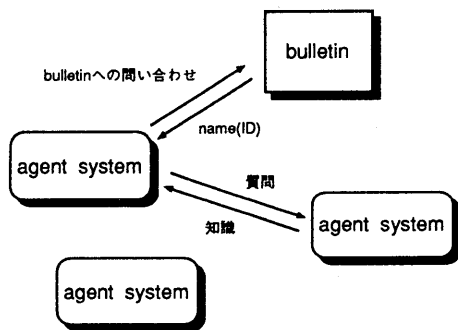 bulletin
bulletinへの問い合わせ
name(ID)
agent system
質問
agent system
知識
agent system